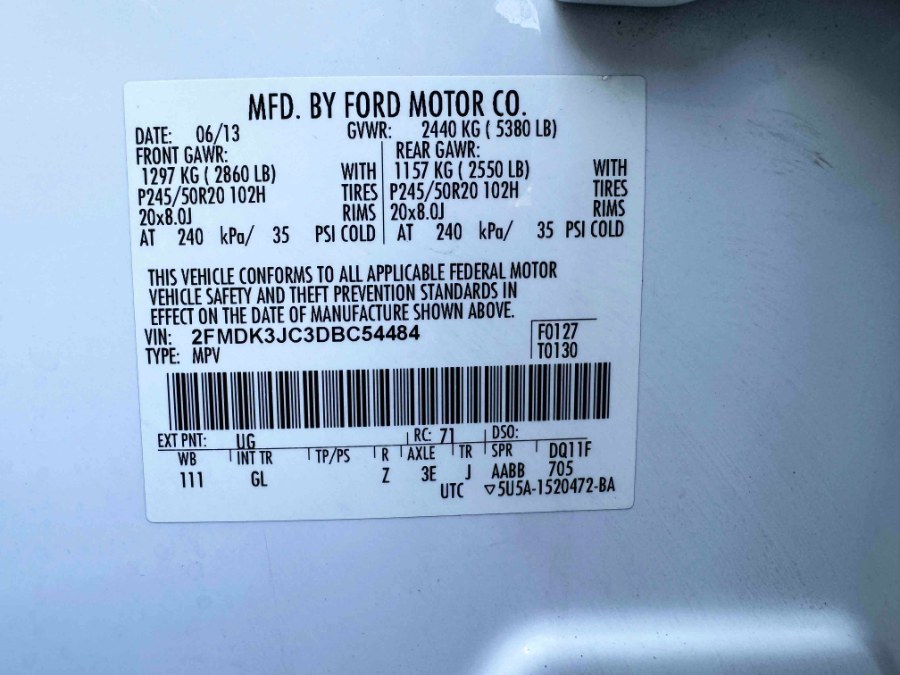 MFD. BY FORD MOTOR CO.
DATE: 06/13 GVWR: 2440 KG ( 5380 LB)
FRONT GAWR: REAR GAWR:
1297 KG ( 2860 LB) WITH 1157 KG ( 2550 LB) WITH
P245/50R20 102H TIRES P245/50R20 102H TIRES
20x8.0J RIMS 20x8.0J RIMS
AT 240 kPa/ 35 PSI COLD AT 240 kPa/ 35 PSI COLD
THIS VEHICLE CONFORMS TO ALL APPLICABLE FEDERAL MOTOR
VEHICLE SAFETY AND THEFT PREVENTION STANDARDS IN
EFFECT ON THE DATE OF MANUFACTURE SHOWN ABOVE.
VIN: 2FMDK3JC3DBC54484 F0127
TYPE: MPV T0130
EXT PNT: UG RC: 71 DSO:
WB INT TR TP/PS R AXLE TR SPR DQ11F
111 GL Z 3E J AABB 705
UTC ▽5U5A-1520472-BA